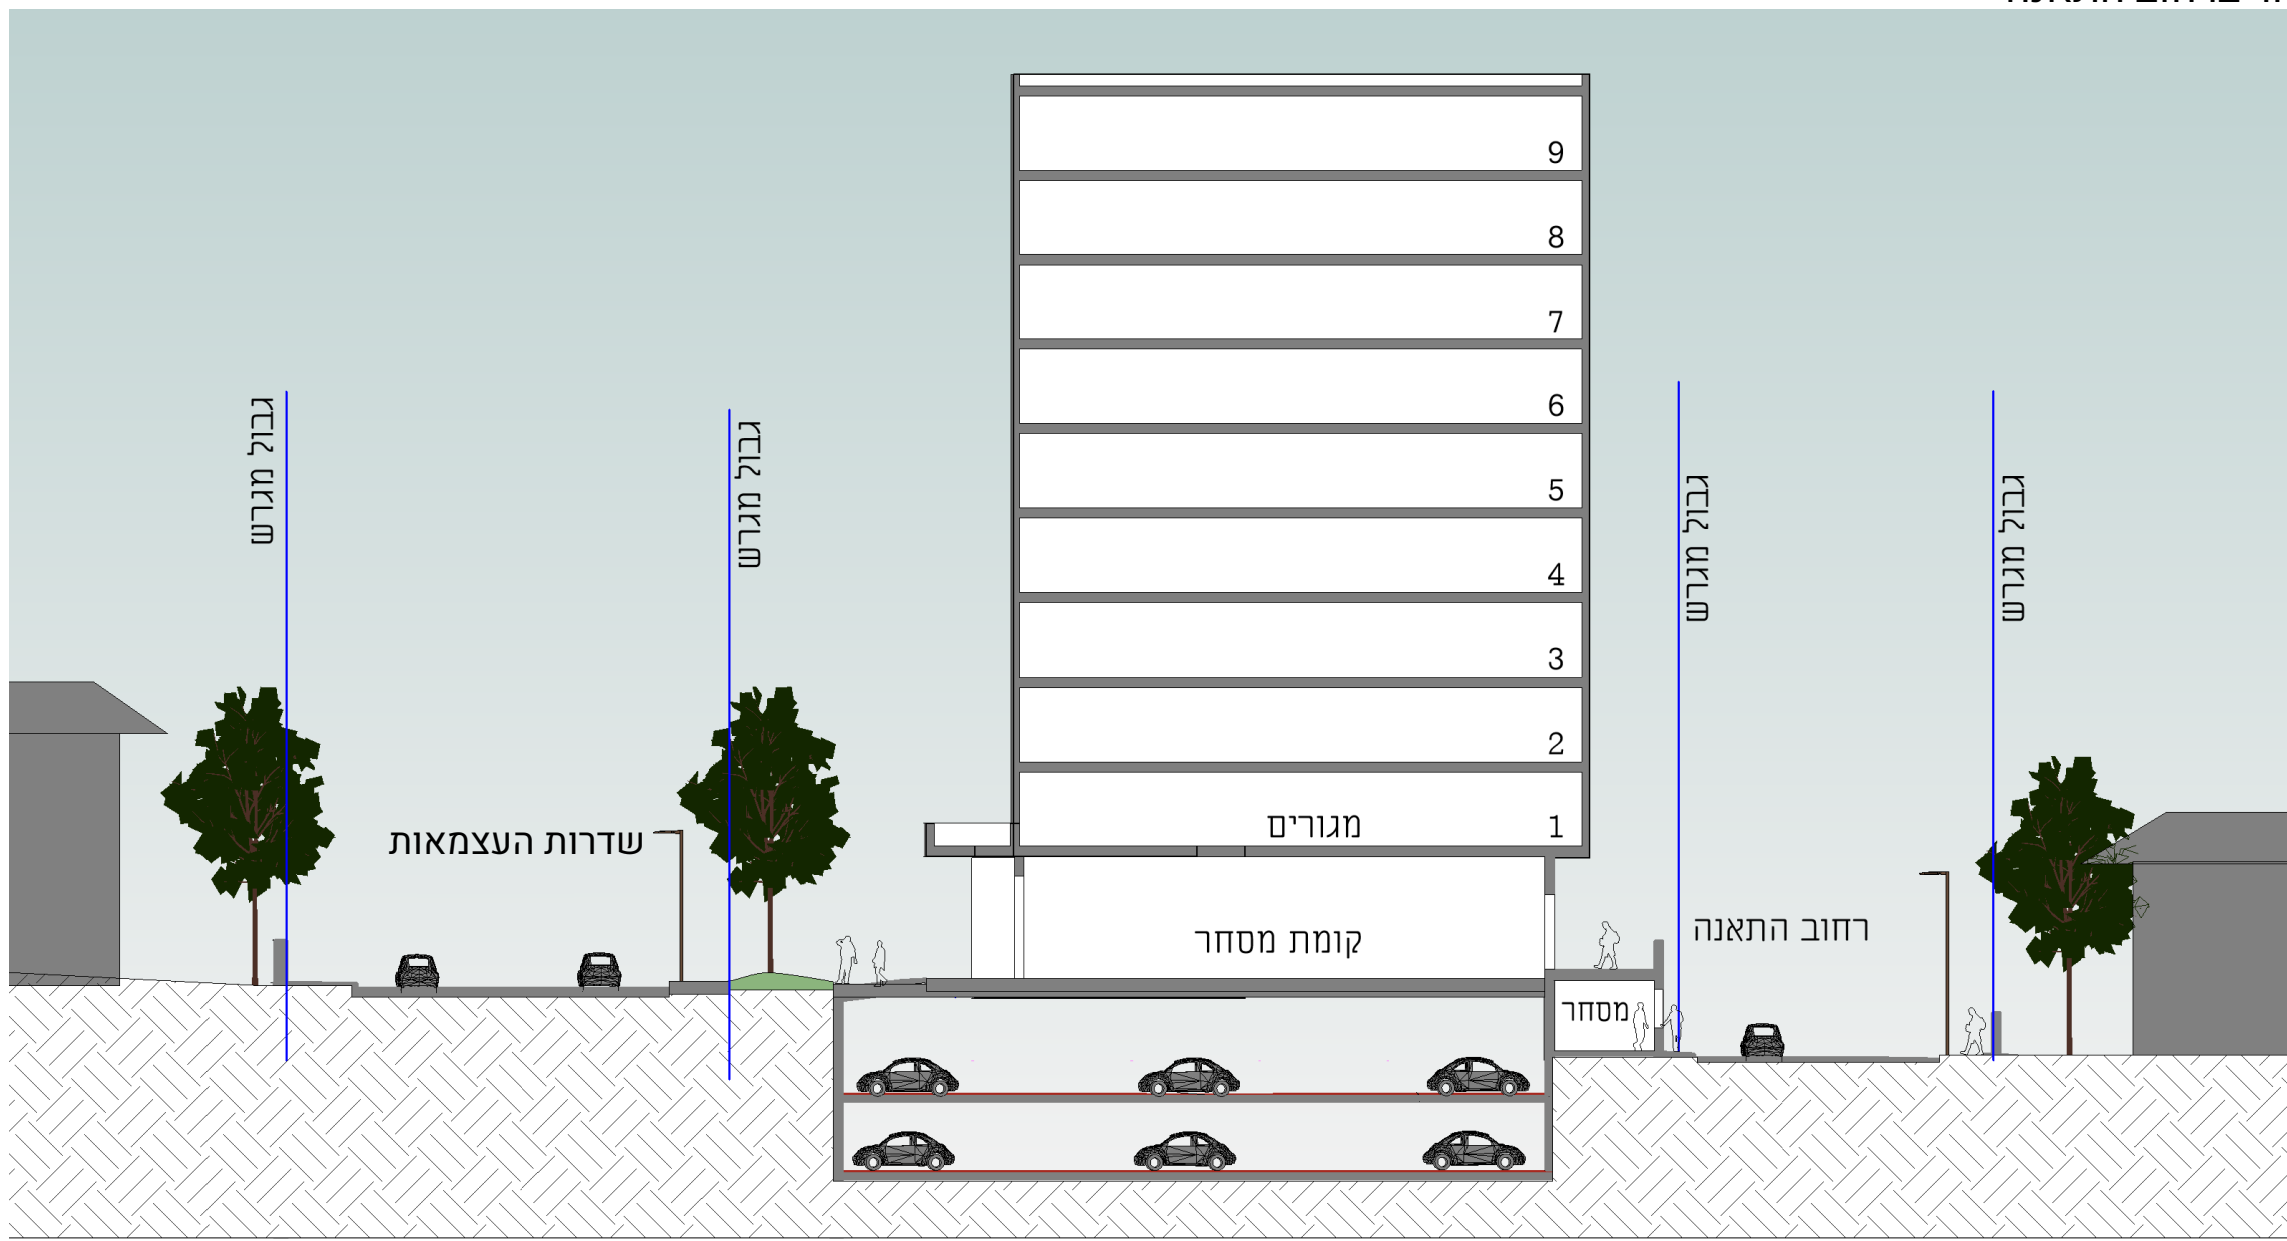 9
8
7
6
5
4
3
2
1
מגורים
גבול מגרש
גבול מגרש
גבול מגרש
גבול מגרש
שדרות העצמאות
קומת מסחר
רחוב התאנה
מסחר